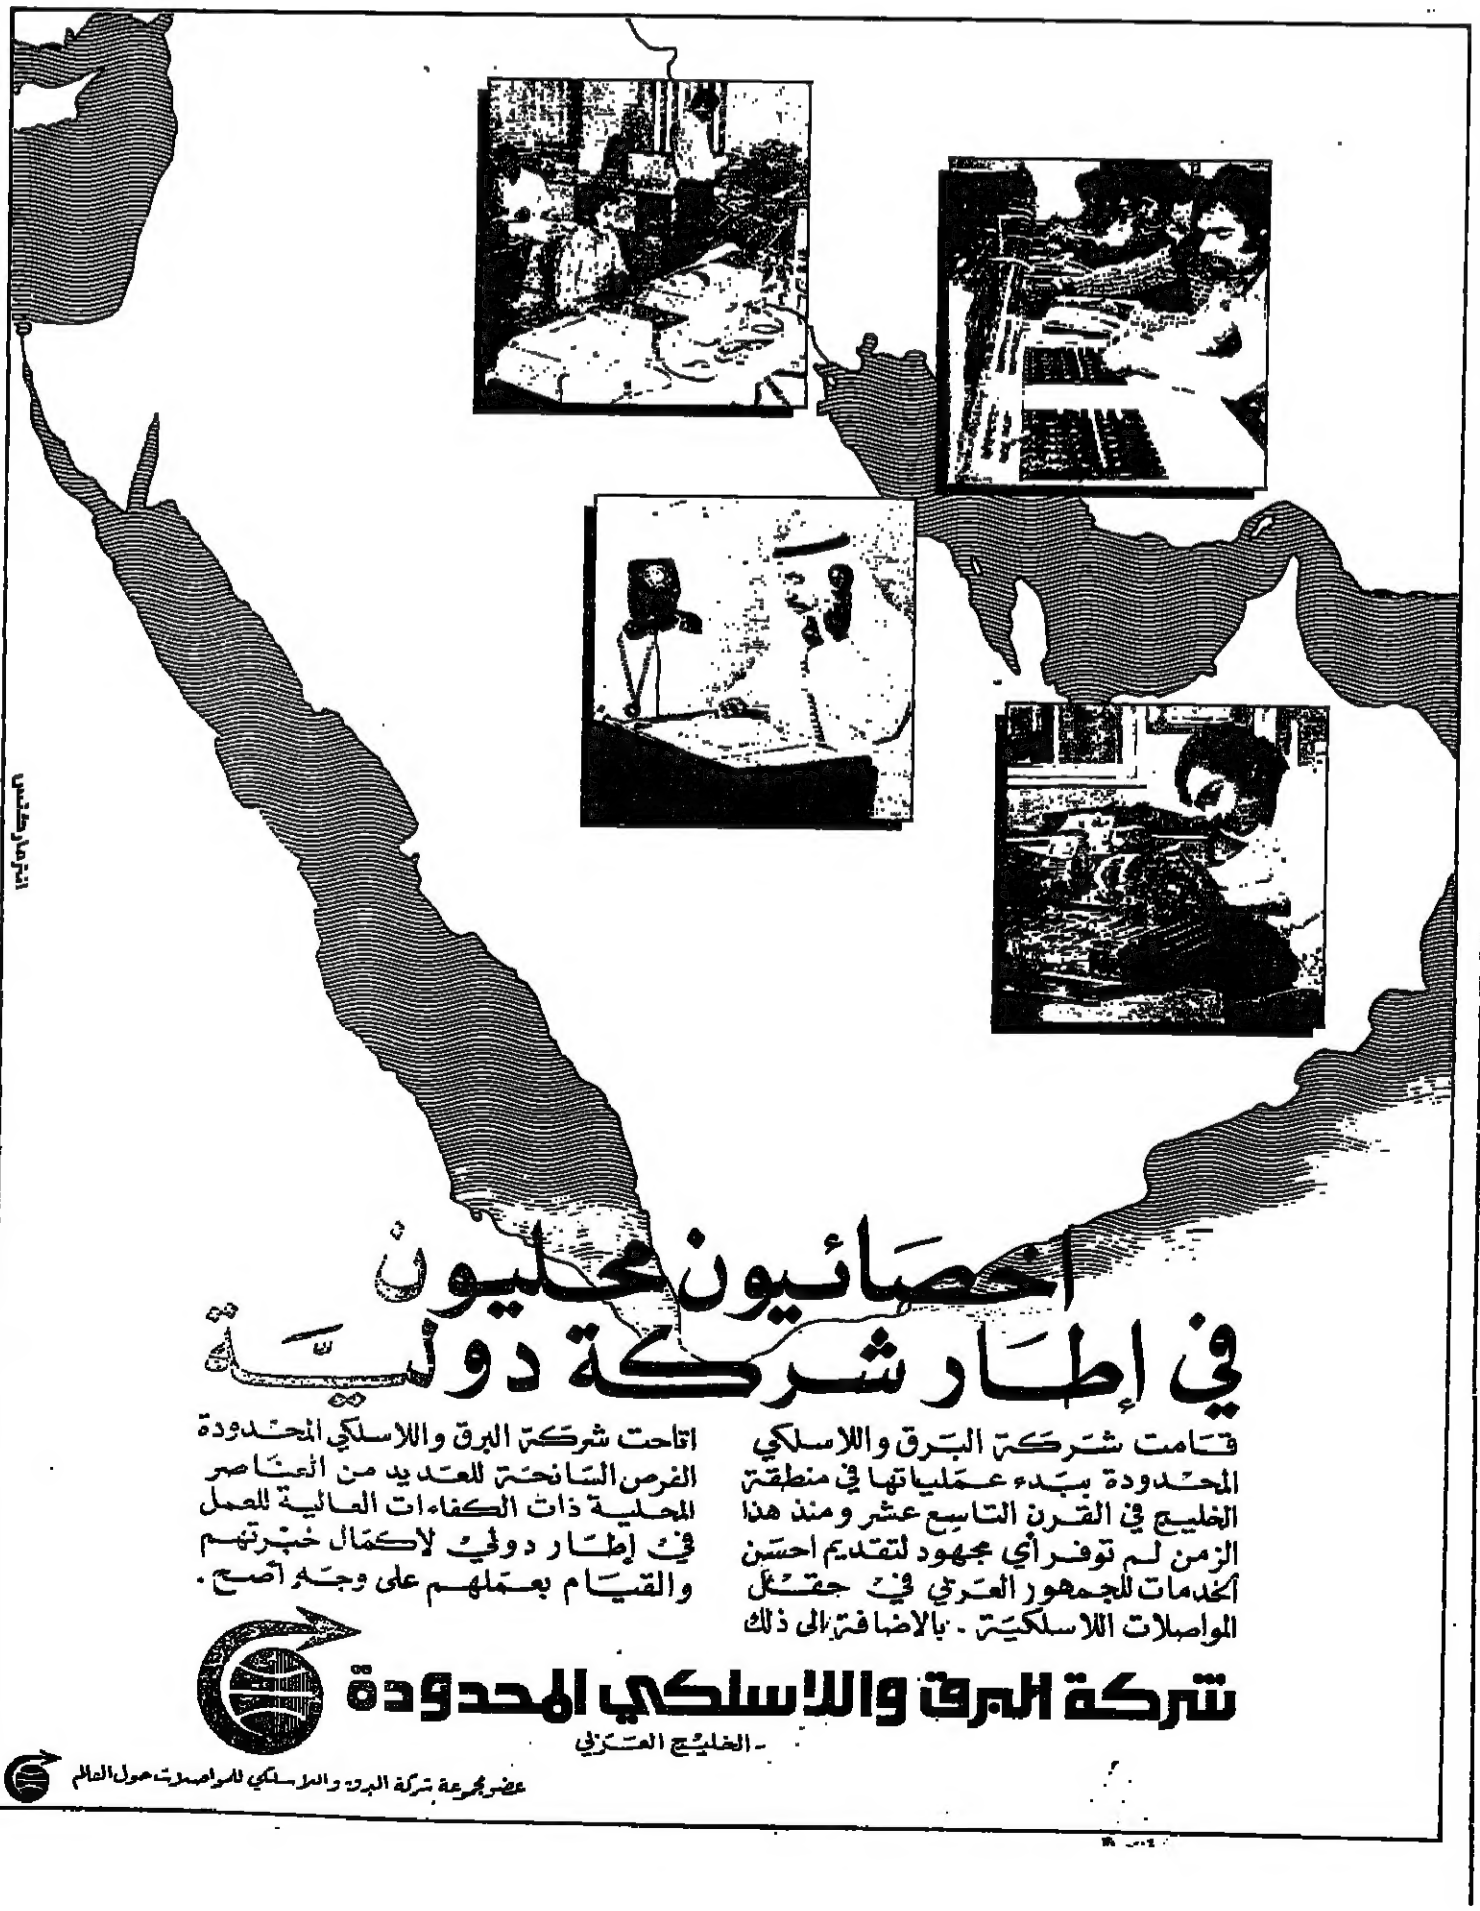 اخصائيون محليون
في إطار شركة دولية
قامت شركة البرق واللاسلكي
المحدودة ببدء عملياتها في منطقة
الخليج في القرن التاسع عشر ومنذ هذا
الزمن لم توفر أي مجهود لتقديم احسن
الخدمات للجمهور العربي في حقل
المواصلات اللاسلكية . بالاضافة الى ذلك
اتاحت شركة البرق واللاسلكي المحدودة
الفرص السانحة للعديد من العناصر
المحلية ذات الكفاءات العالية للعمل
في إطار دولي لاكمال خبرتهم
والقيام بعملهم على وجه أصح .
شركة البرق واللاسلكي المحدودة
- الخليج العربي
عضو مجموعة شركة البرق واللاسلكي للمواصلات حول العالم
انترماركتس